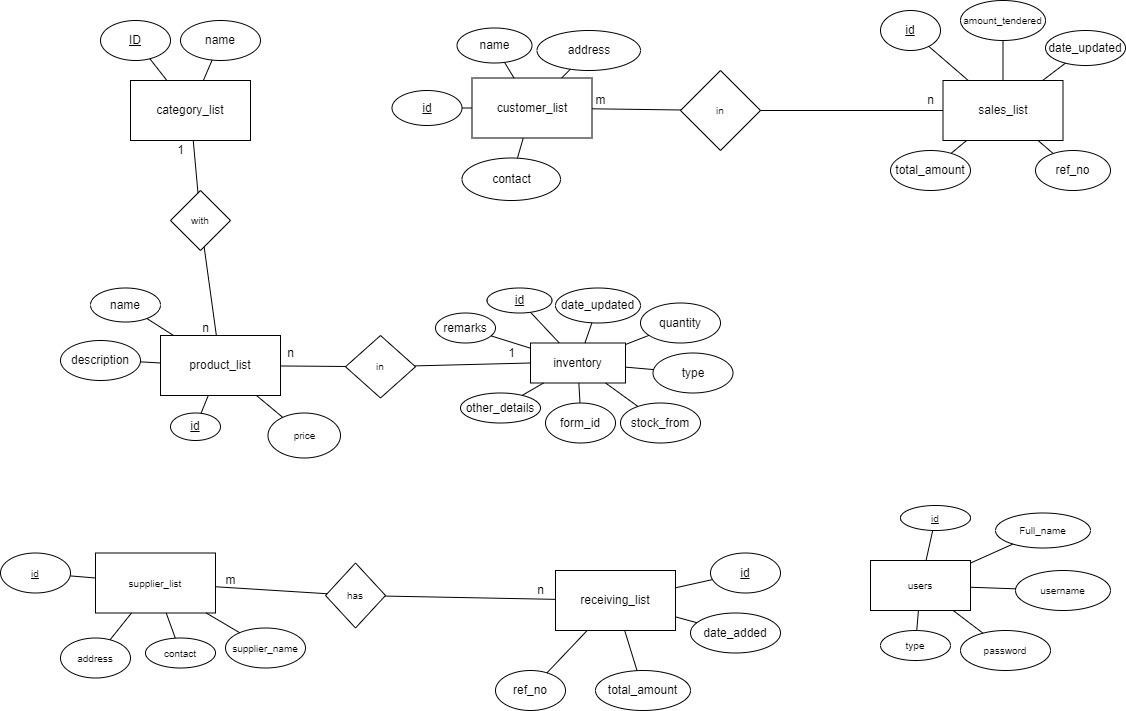 ID
name
category_list
1
with
n
name
description
product_list
id
price
n
in
1
id
date_updated
remarks
quantity
inventory
type
other_details
form_id
stock_from
name
address
id
customer_list
contact
m
in
n
id
amount_tendered
date_updated
sales_list
total_amount
ref_no
id
supplier_list
address
contact
supplier_name
m
has
n
receiving_list
id
date_added
ref_no
total_amount
id
Full_name
users
username
type
password